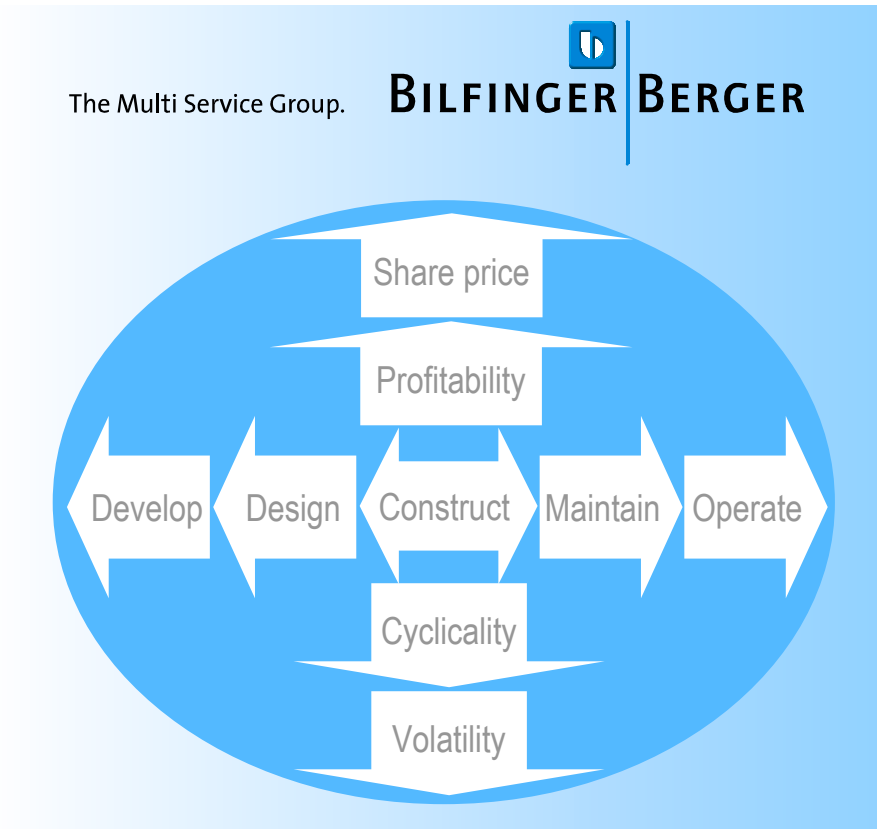 The Multi Service Group.
BILFINGER BERGER
Share price
Profitability
Develop Design Construct Maintain Operate
Cyclicality
Volatility